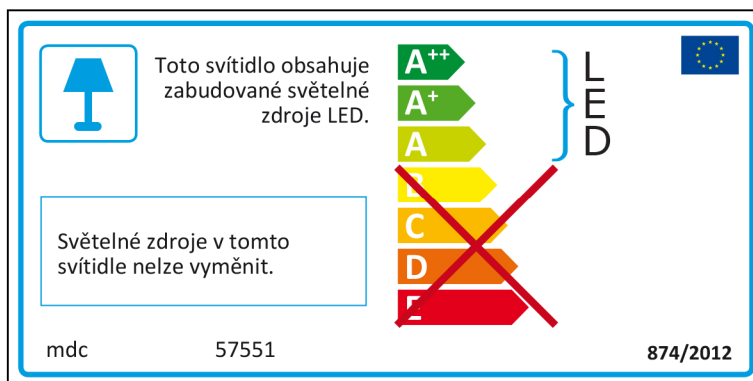 Toto svítidlo obsahuje
zabudované světelné
zdroje LED.
A++
A+
A
B
C
D
E
L
E
D
Světelné zdroje v tomto
svítidle nelze vyměnit.
mdc 57551
874/2012